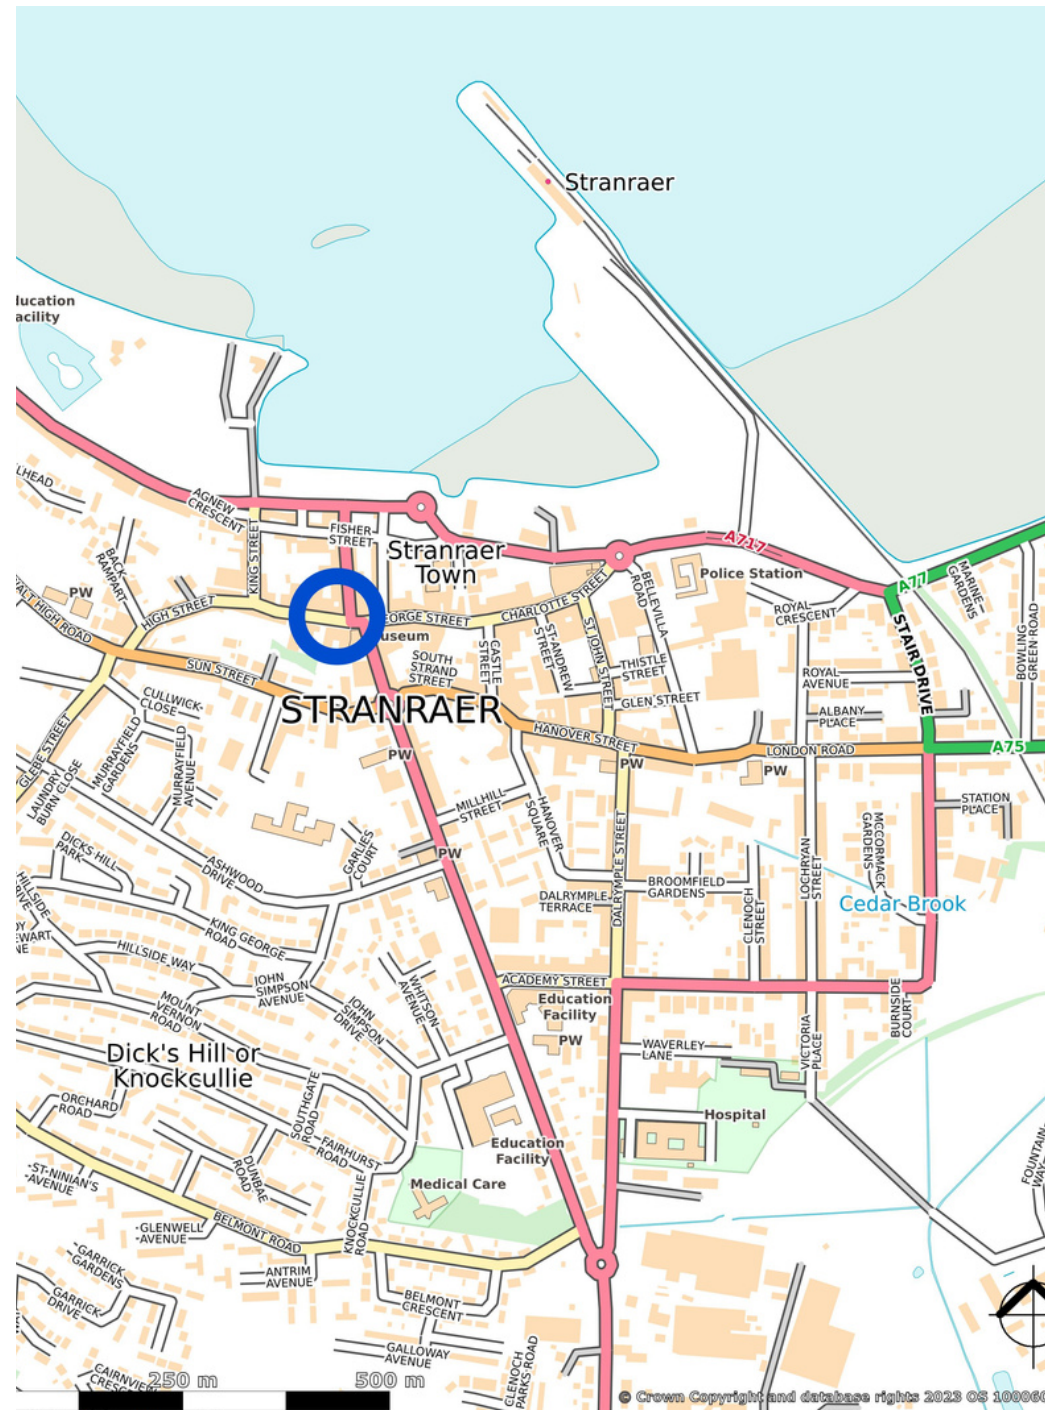 Stranraer
ducation
acility
LHEAD
AGNEW
CRESCENT
KING STREET
FISHER
STREET
Stranraer
Town
A717
Police Station
A77
MARINE
GARDENS
BOWLING
GREEN ROAD
BACK
RAMPART
PW
HIGH STREET
ALT HIGH ROAD
EORGE STREET
useum
CHARLOTTE STREET
BELLEVILLA
ROAD
ROYAL
CRESCENT
STAIR DRIVE
SUN STREET
SOUTH
STRAND
STREET
CASTLE
STREET
ST ANDREW
STREET
ST JOHN STREET
THISTLE
STREET
GLEN STREET
ROYAL
AVENUE
ALBANY
PLACE
CULLWICK
CLOSE
STRANRAER
HANOVER STREET
LONDON ROAD
A75
GLEBE STREET
LAUNDRY
BURN CLOSE
MURRAYFIELD
GARDENS
MURRAYFIELD
AVENUE
PW
PW
PW
MILLHILL
STREET
HANOVER
SQUARE
STATION
PLACE
DICKS HILL
PARK
ASHWOOD
DRIVE
GARLIES
COURT
PW
DALRYMPLE STREET
LOCHRYAN
STREET
MCCORMACK
GARDENS
HILLSIDE
DRIVE
BROOMFIELD
GARDENS
DALRYMPLE
TERRACE
CLENOCH
STREET
Cedar Brook
EWART
NE
KING GEORGE
ROAD
HILLSIDE WAY
JOHN
SIMPSON
AVENUE
JOHN
SIMPSON
DRIVE
WHITSON
AVENUE
ACADEMY STREET
Education
Facility
PW
MOUNT
VERNON
ROAD
BURNSIDE
COURT
WAVERLEY
LANE
VICTORIA
PLACE
Dick's Hill or
Knockcullie
ORCHARD
ROAD
SOUTHGATE
ROAD
Hospital
FAIRHURST
ROAD
Education
Facility
FOUNTAIN
WAY
ST NINIAN'S
AVENUE
DUNBAE
ROAD
Medical Care
GLENWELL
AVENUE
BELMONT ROAD
KNOCKCULLIE
ROAD
GARRICK
GARDENS
ANTRIM
AVENUE
GARRICK
DRIVE
BELMONT
CRESCENT
GALLOWAY
AVENUE
CLENOCH
PARKS ROAD
CAIRNVIEW
CRESC
250 m
500 m
© Crown Copyright and database rights 2023 OS 100060